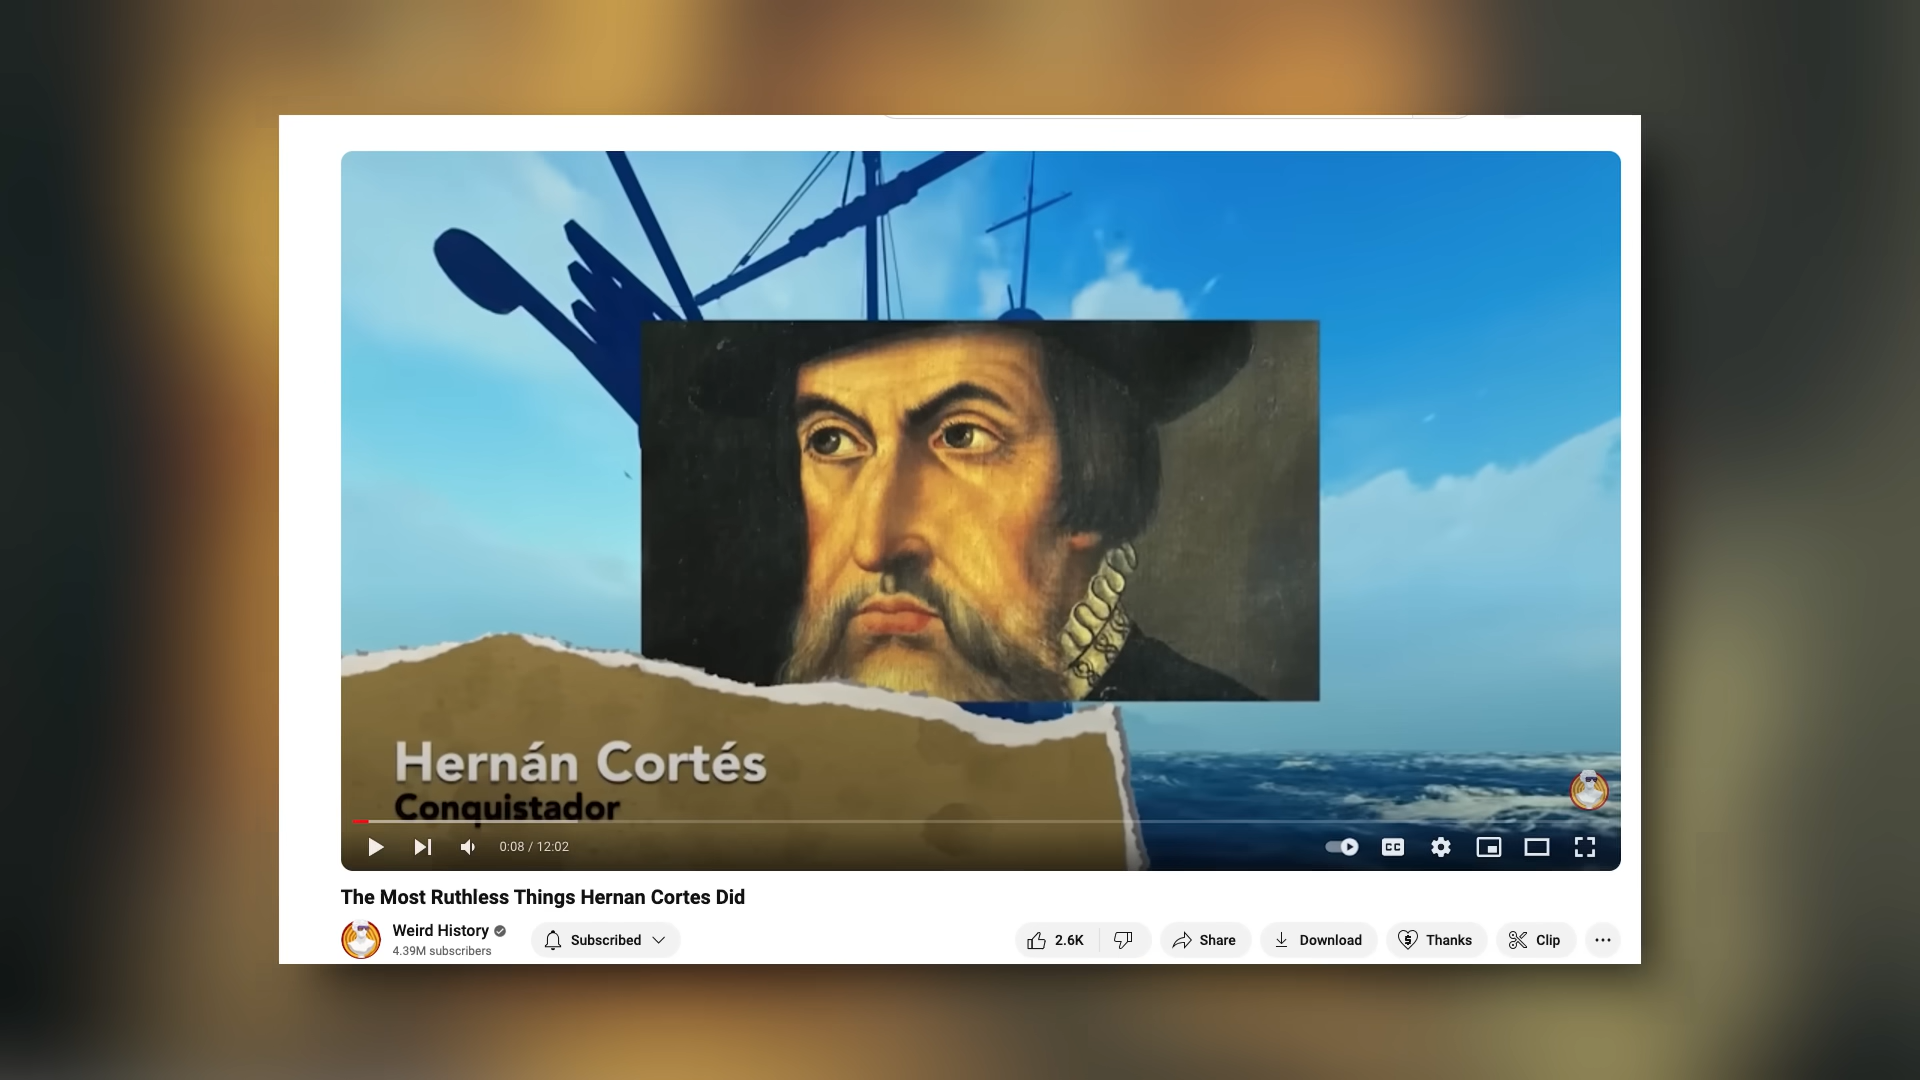 Hernán Cortés
Conquistador
0:08 / 12:02
CC
The Most Ruthless Things Hernan Cortes Did
Weird History
4.39M subscribers
Subscribed
2.6K
Share
Download
Thanks
Clip